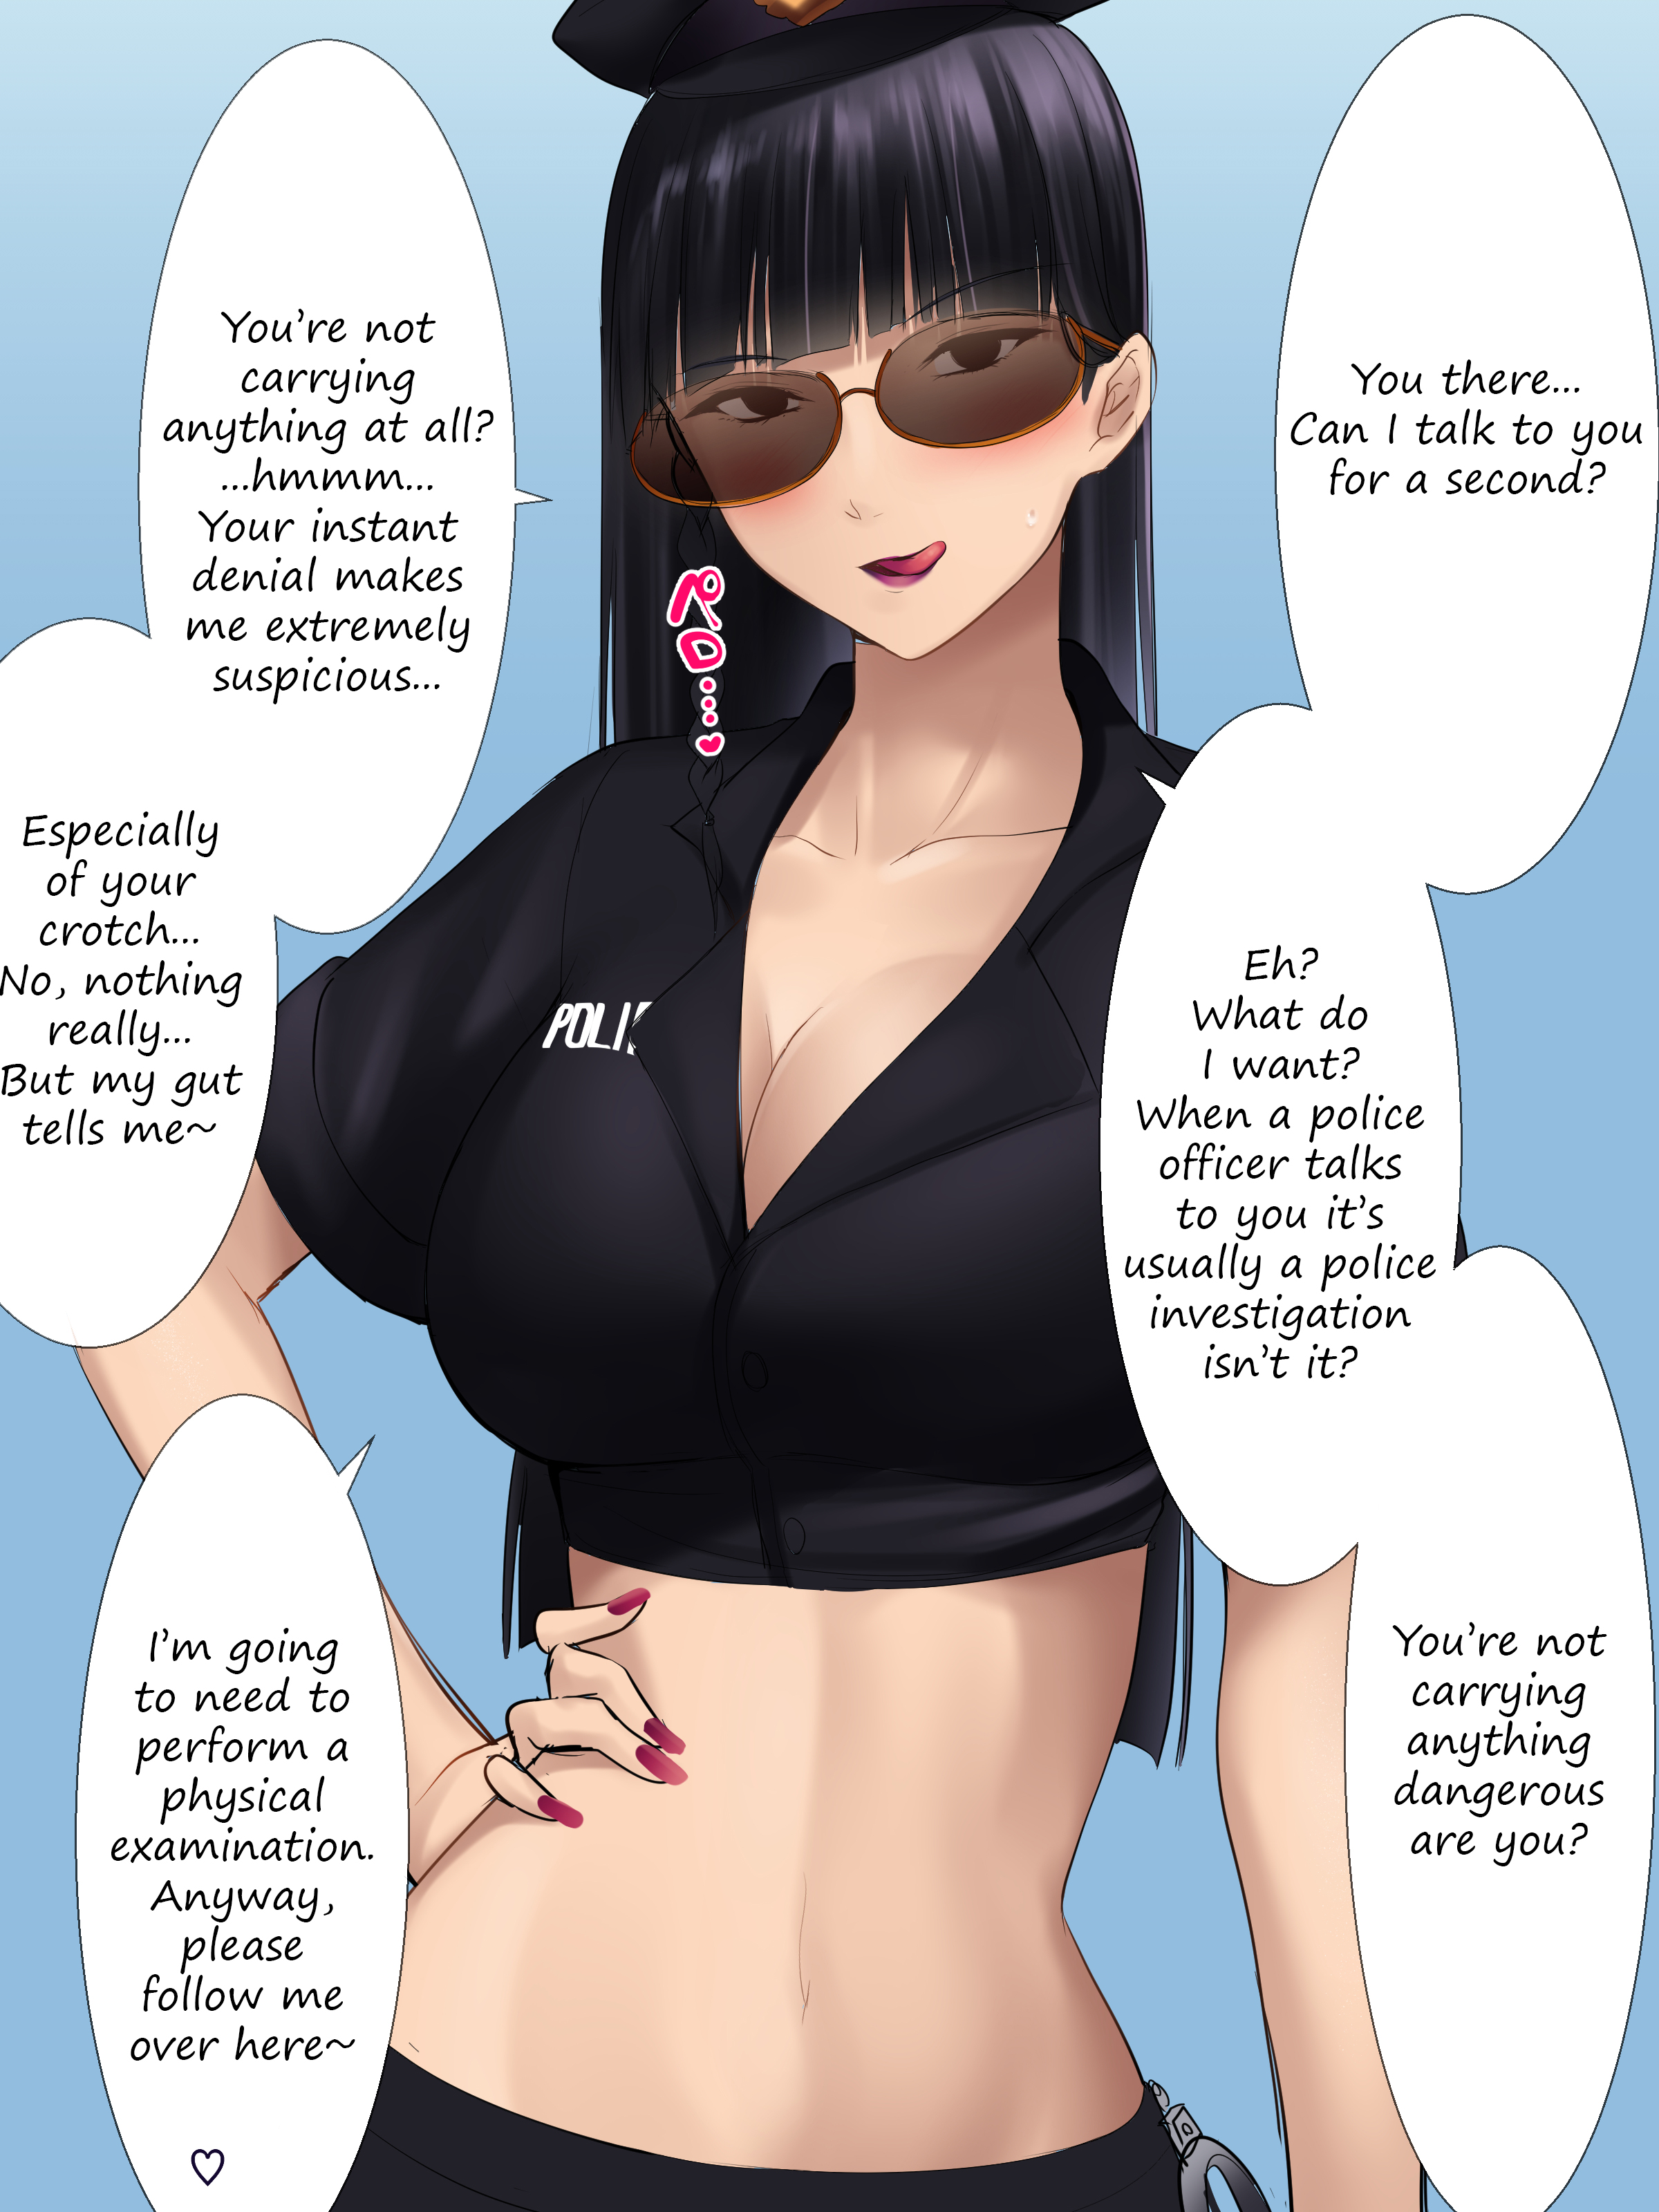 You there...
Can I talk to you
for a second?
Eh?
What do
I want?
When a police
officer talks
to you it's
usually a police
investigation
isn't it?
You're not
carrying
anything
dangerous
are you?
You're not
carrying
anything at all?
...hmmm...
Your instant
denial makes
me extremely
suspicious...
Especially
of your
crotch...
No, nothing
really...
But my gut
tells me~
I'm going
to need to
perform a
physical
examination.
Anyway,
please
follow me
over here~
♡
ペロ…♥
POLI